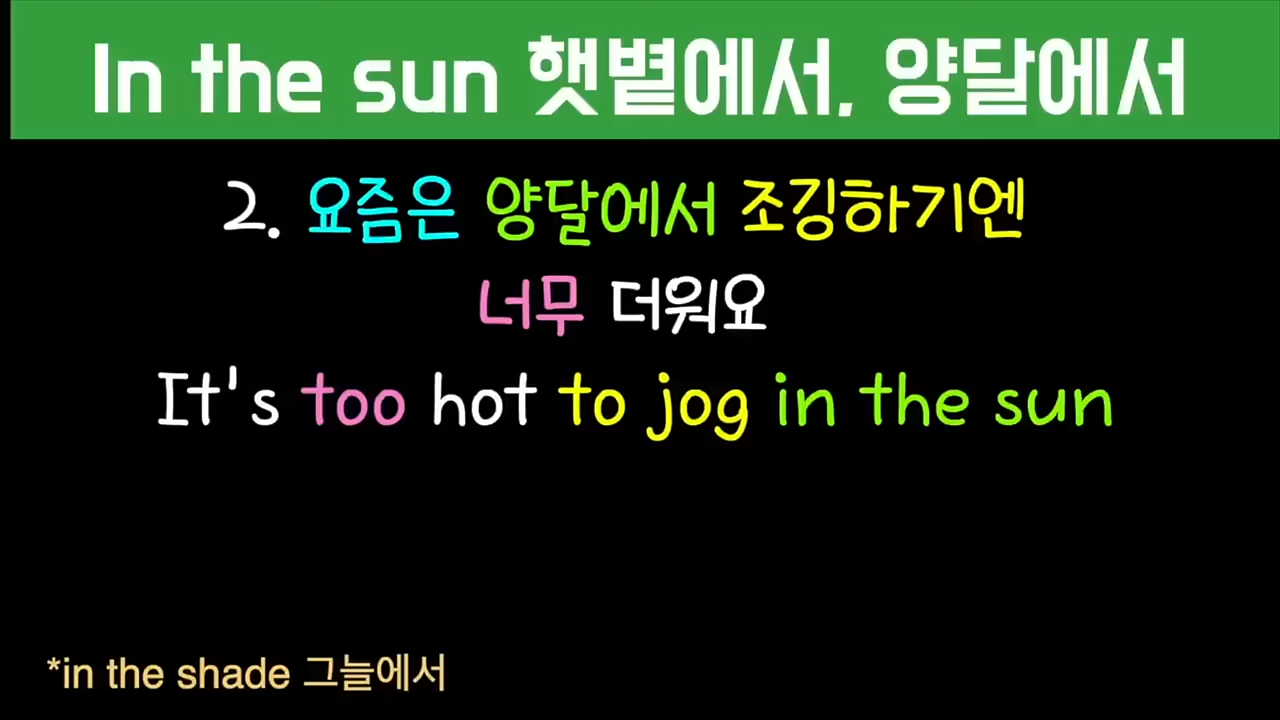 In the sun 햇볕에서, 양달에서
2. 요즘은 양달에서 조깅하기엔
너무 더워요
It's too hot to jog in the sun
*in the shade 그늘에서